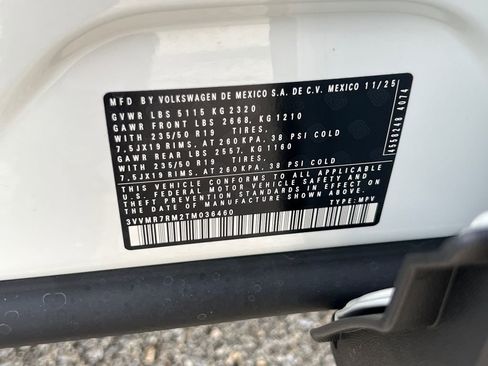 MFD BY VOLKSWAGEN DE MEXICO S.A. DE C.V. MEXICO 11/25
GVWR LBS 5115 KG 2320
GAWR FRONT LBS 2668, KG 1210
WITH 235/50 R19 TIRES,
7,5JX19 RIMS, AT 260 KPA, 38 PSI COLD
GAWR REAR LBS 2557, KG 1160
WITH 235/50 R19 TIRES,
7,5JX19 RIMS, AT 260 KPA, 38 PSI COLD
THIS VEHICLE CONFORMS TO ALL APPLICABLE
U.S. FEDERAL MOTOR VEHICLE SAFETY AND
THEFT PREVENTION STANDARDS IN EFFECT ON
THE DATE OF MANUFACTURE SHOWN ABOVE
3VVMR7RM2TM036460 TYPE: MPV